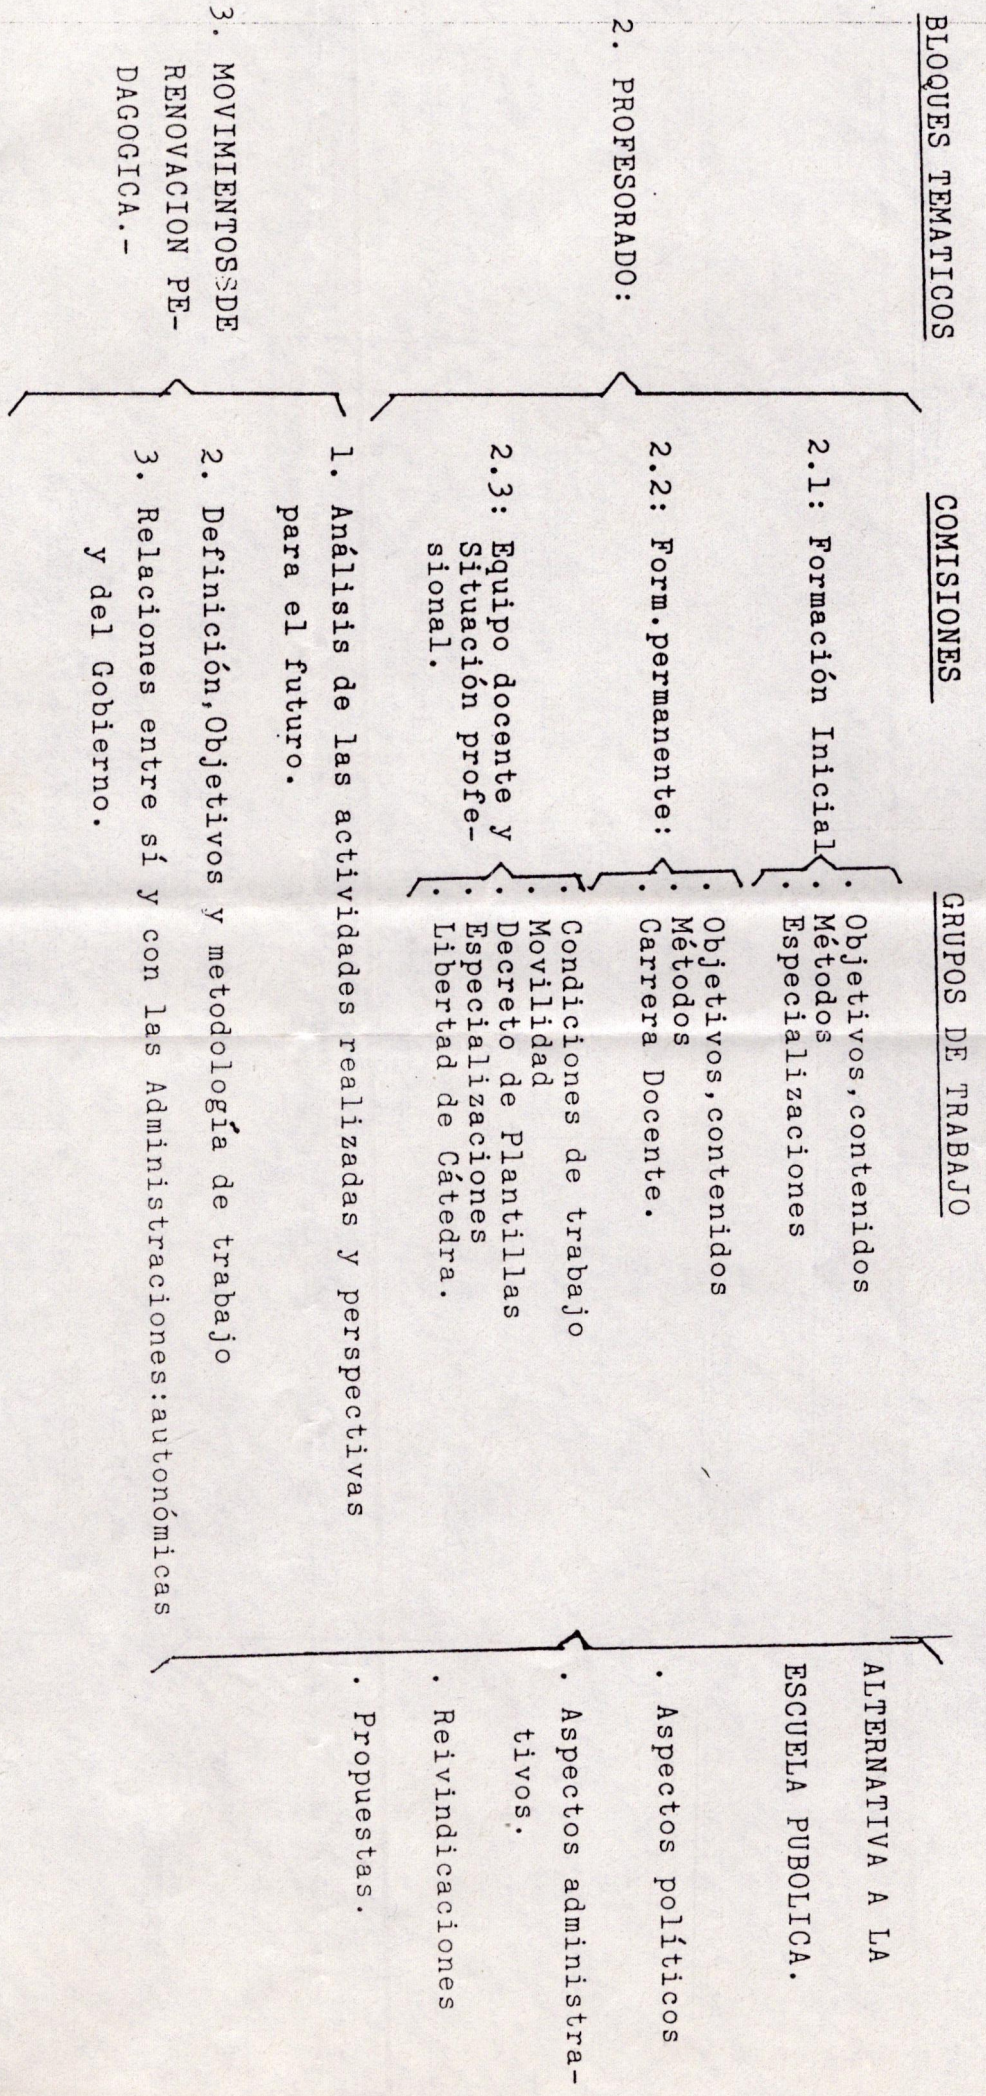 BLOQUES TEMATICOS
COMISIONES
GRUPOS DE TRABAJO
2. PROFESORADO:
2.1: Formación Inicial
. Objetivos,contenidos
. Métodos
. Especializaciones
2.2: Form.permanente:
. Objetivos,contenidos
. Métodos
. Carrera Docente.
2.3: Equipo docente y
Situación profe-
sional.
. Condiciones de trabajo
. Movilidad
. Decreto de Plantillas
. Especializaciones
. Libertad de Cátedra.
3. MOVIMIENTOSSDE
RENOVACION PE-
DAGOGICA.-
1. Análisis de las actividades realizadas y perspectivas
para el futuro.
2. Definición,Objetivos y metodología de trabajo
3. Relaciones entre sí y con las Administraciones:autonómicas
y del Gobierno.
ALTERNATIVA A LA
ESCUELA PUBOLICA.
. Aspectos políticos
. Aspectos administra-
tivos.
. Reivindicaciones
. Propuestas.